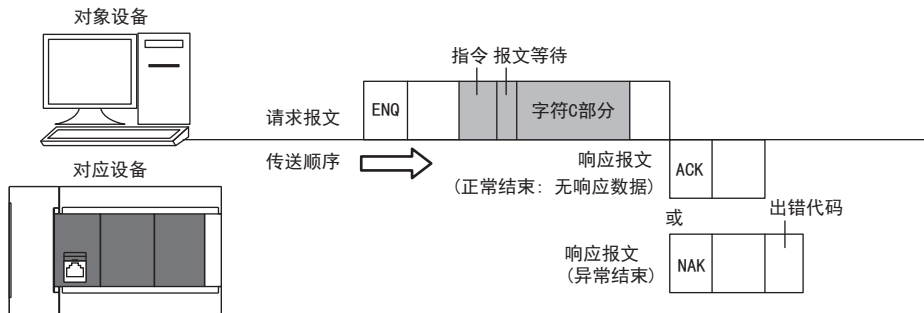 对象设备
指令 报文等待
请求报文
ENQ
字符C部分
传送顺序
响应报文
(正常结束: 无响应数据)
ACK
对应设备
或
出错代码
响应报文
(异常结束)
NAK